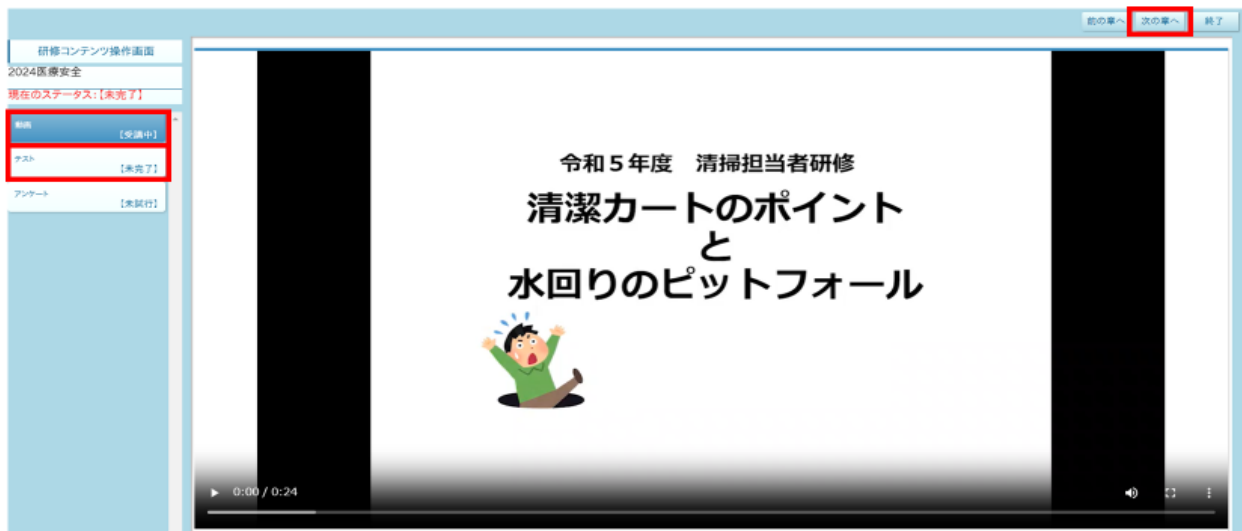 前の章へ 次の章へ 終了
研修コンテンツ操作画面
2024医療安全
現在のステータス:【未完了】
動画
【受講中】
テスト
【未完了】
アンケート
【未試行】
令和5年度 清掃担当者研修
清潔カートのポイント
と
水回りのピットフォール
0:00 / 0:24